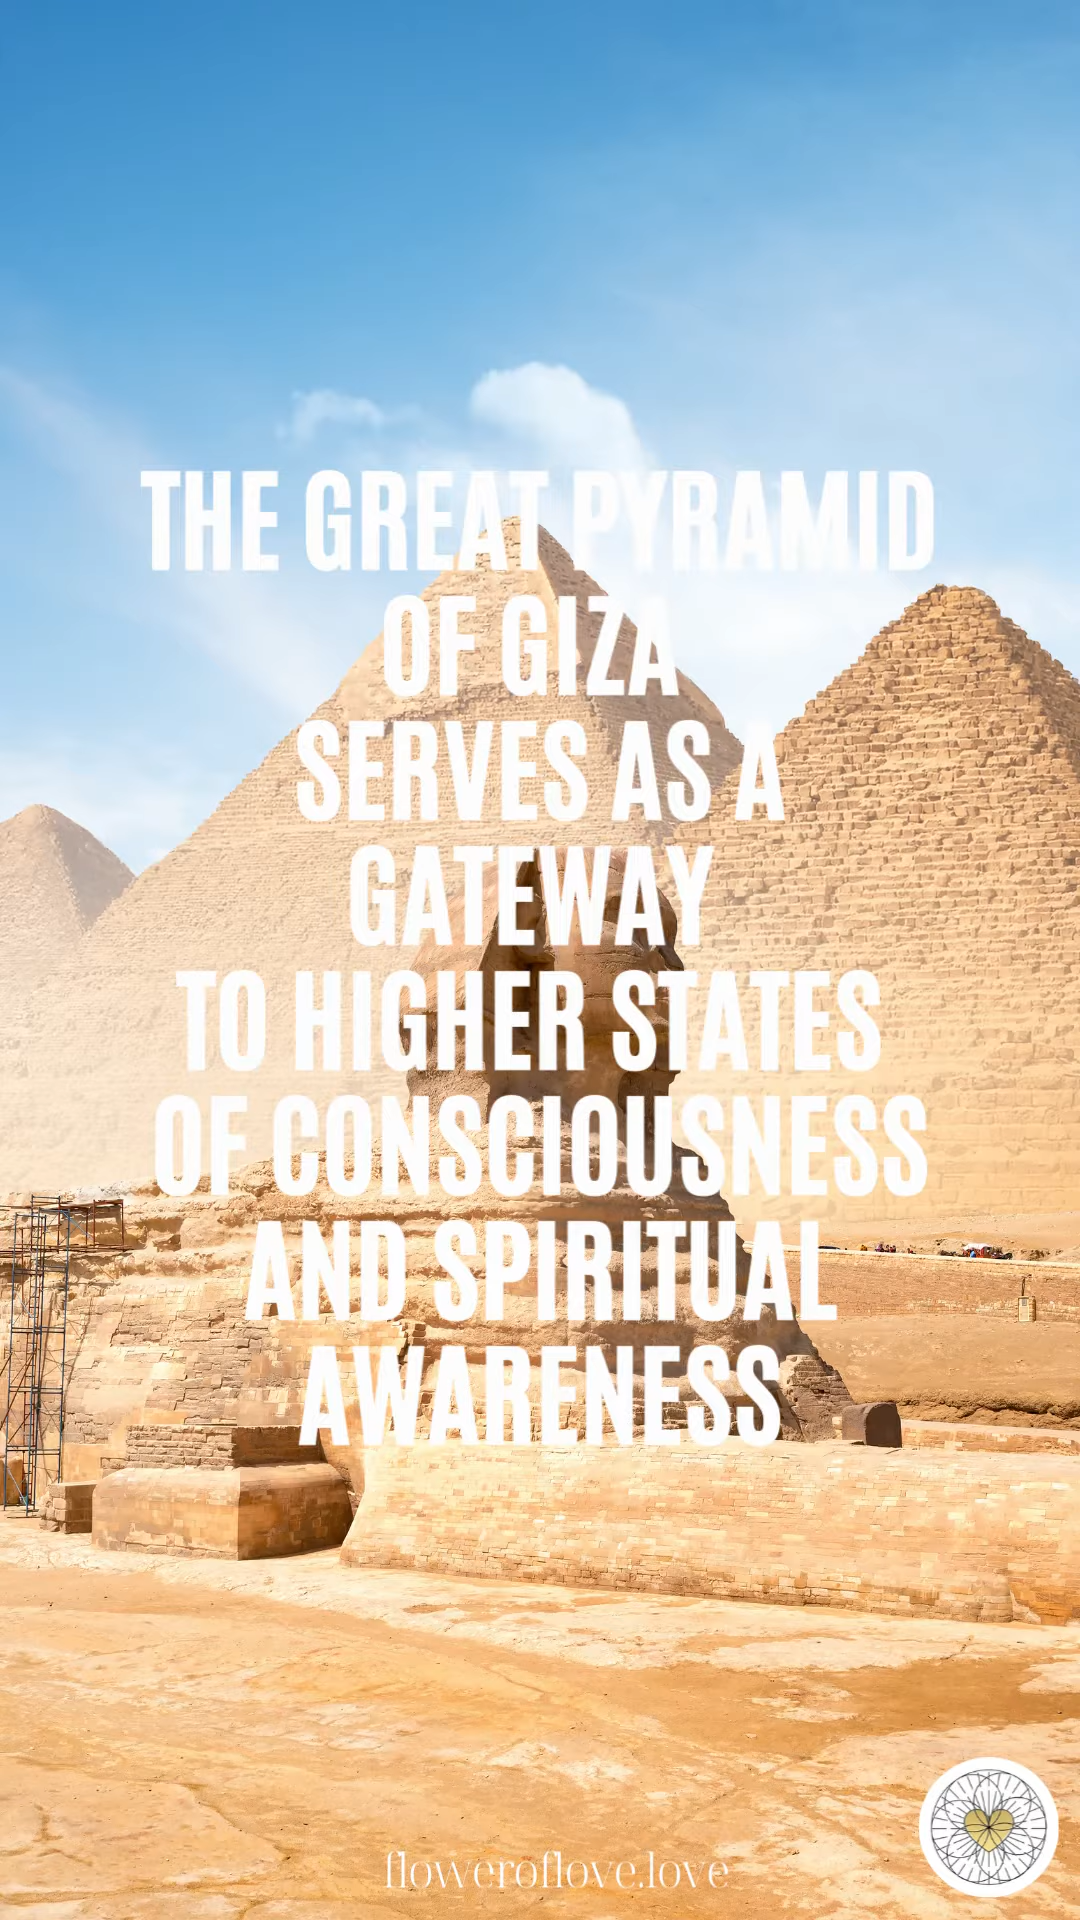 THE GREAT PYRAMID
OF GIZA
SERVES AS A
GATEWAY
TO HIGHER STATES
OF CONSCIOUSNESS
AND SPIRITUAL
AWARENESS
floweroflove.love